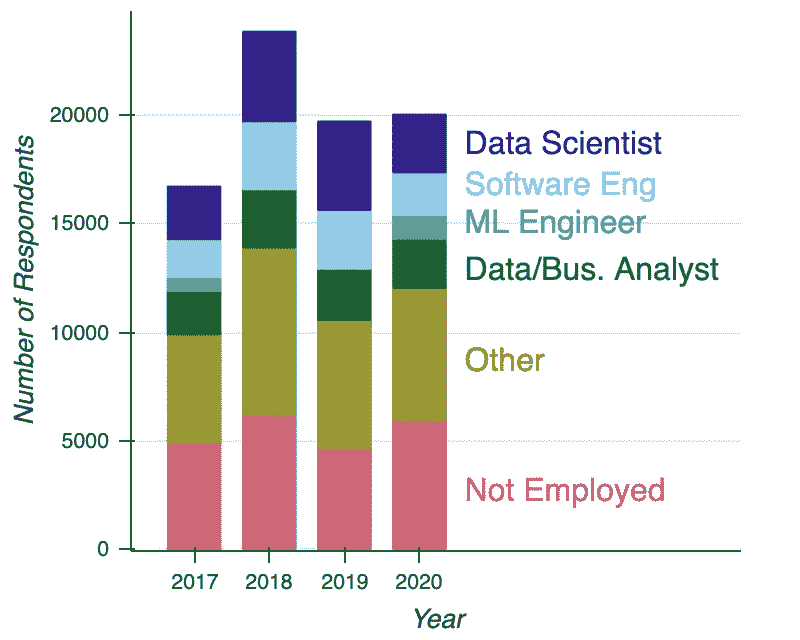 20000
15000
10000
5000
0
Number of Respondents
Data Scientist
Software Eng
ML Engineer
Data/Bus. Analyst
Other
Not Employed
2017 2018 2019 2020
Year